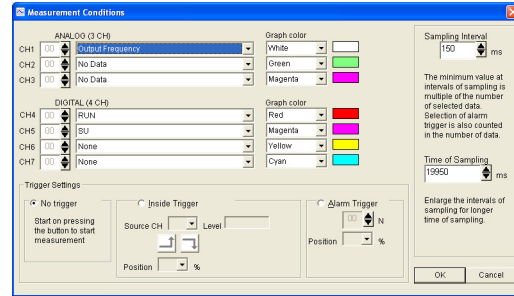 Measurement Conditions
ANALOG (3 CH) Graph color
CH1 00 Output Frequency White
CH2 00 No Data Green
CH3 00 No Data Magenta
DIGITAL (4 CH) Graph color
CH4 00 RUN Red
CH5 00 SU Magenta
CH6 00 None Yellow
CH7 00 None Cyan
Trigger Settings
No trigger
Start on pressing
the button to start
measurement
Inside Trigger
Source CH Level
Position %
Alarm Trigger
00 N
Position %
Sampling Interval
150 ms
The minimum value at
intervals of sampling is
multiple of the number
of selected data.
Selection of alarm
trigger is also counted
in the number of data.
Time of Sampling
19950 ms
Enlarge the intervals of
sampling for longer
time of sampling.
OK Cancel